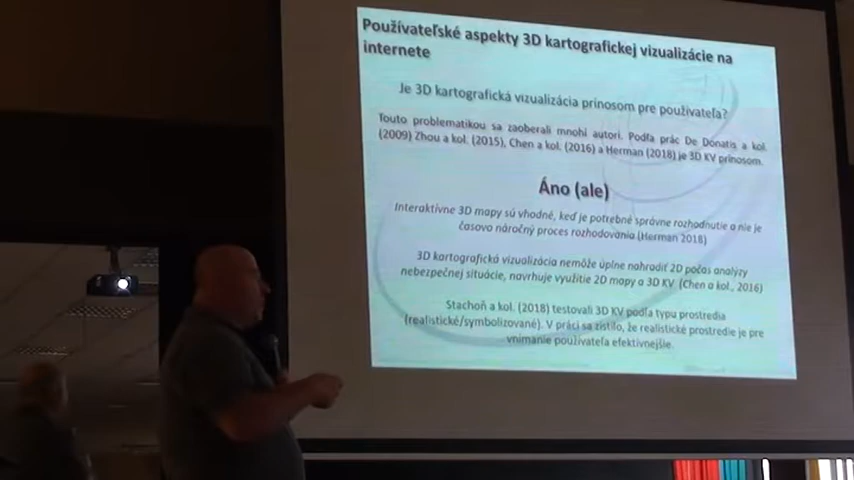 Používateľské aspekty 3D kartografickej vizualizácie na
internete
Je 3D kartografická vizualizácia prínosom pre používateľa?
Touto problematikou sa zaoberali mnohí autori. Podľa prác De Donatis a kol.
(2009) Zhou a kol. (2015), Chen a kol. (2016) a Herman (2018) je 3D KV prínosom.
Áno (ale)
Interaktívne 3D mapy sú vhodné, keď je potrebné správne rozhodnutie a nie je
časovo náročný proces rozhodovania (Herman 2018)
3D kartografická vizualizácia nemôže úplne nahradiť 2D počas analýzy
nebezpečnej situácie, navrhuje využitie 2D mapy a 3D KV (Chen a kol., 2016)
Stachoň a kol. (2018) testovali 3D KV podľa typu prostredia
(realistické/symbolizované). V práci sa zistilo, že realistické prostredie je pre
vnímanie používateľa efektívnejšie.